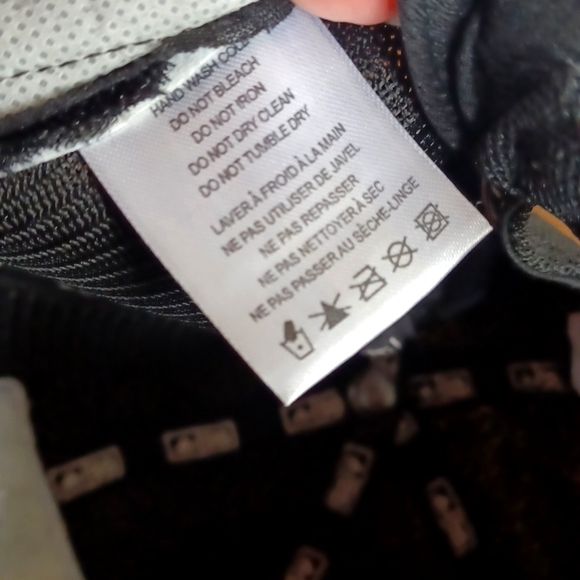 HAND WASH COLD
DO NOT BLEACH
DO NOT IRON
DO NOT DRY CLEAN
DO NOT TUMBLE DRY
LAVER À FROID À LA MAIN
NE PAS UTILISER DE JAVEL
NE PAS REPASSER
NE PAS NETTOYER À SEC
NE PAS PASSER AU SÈCHE-LINGE